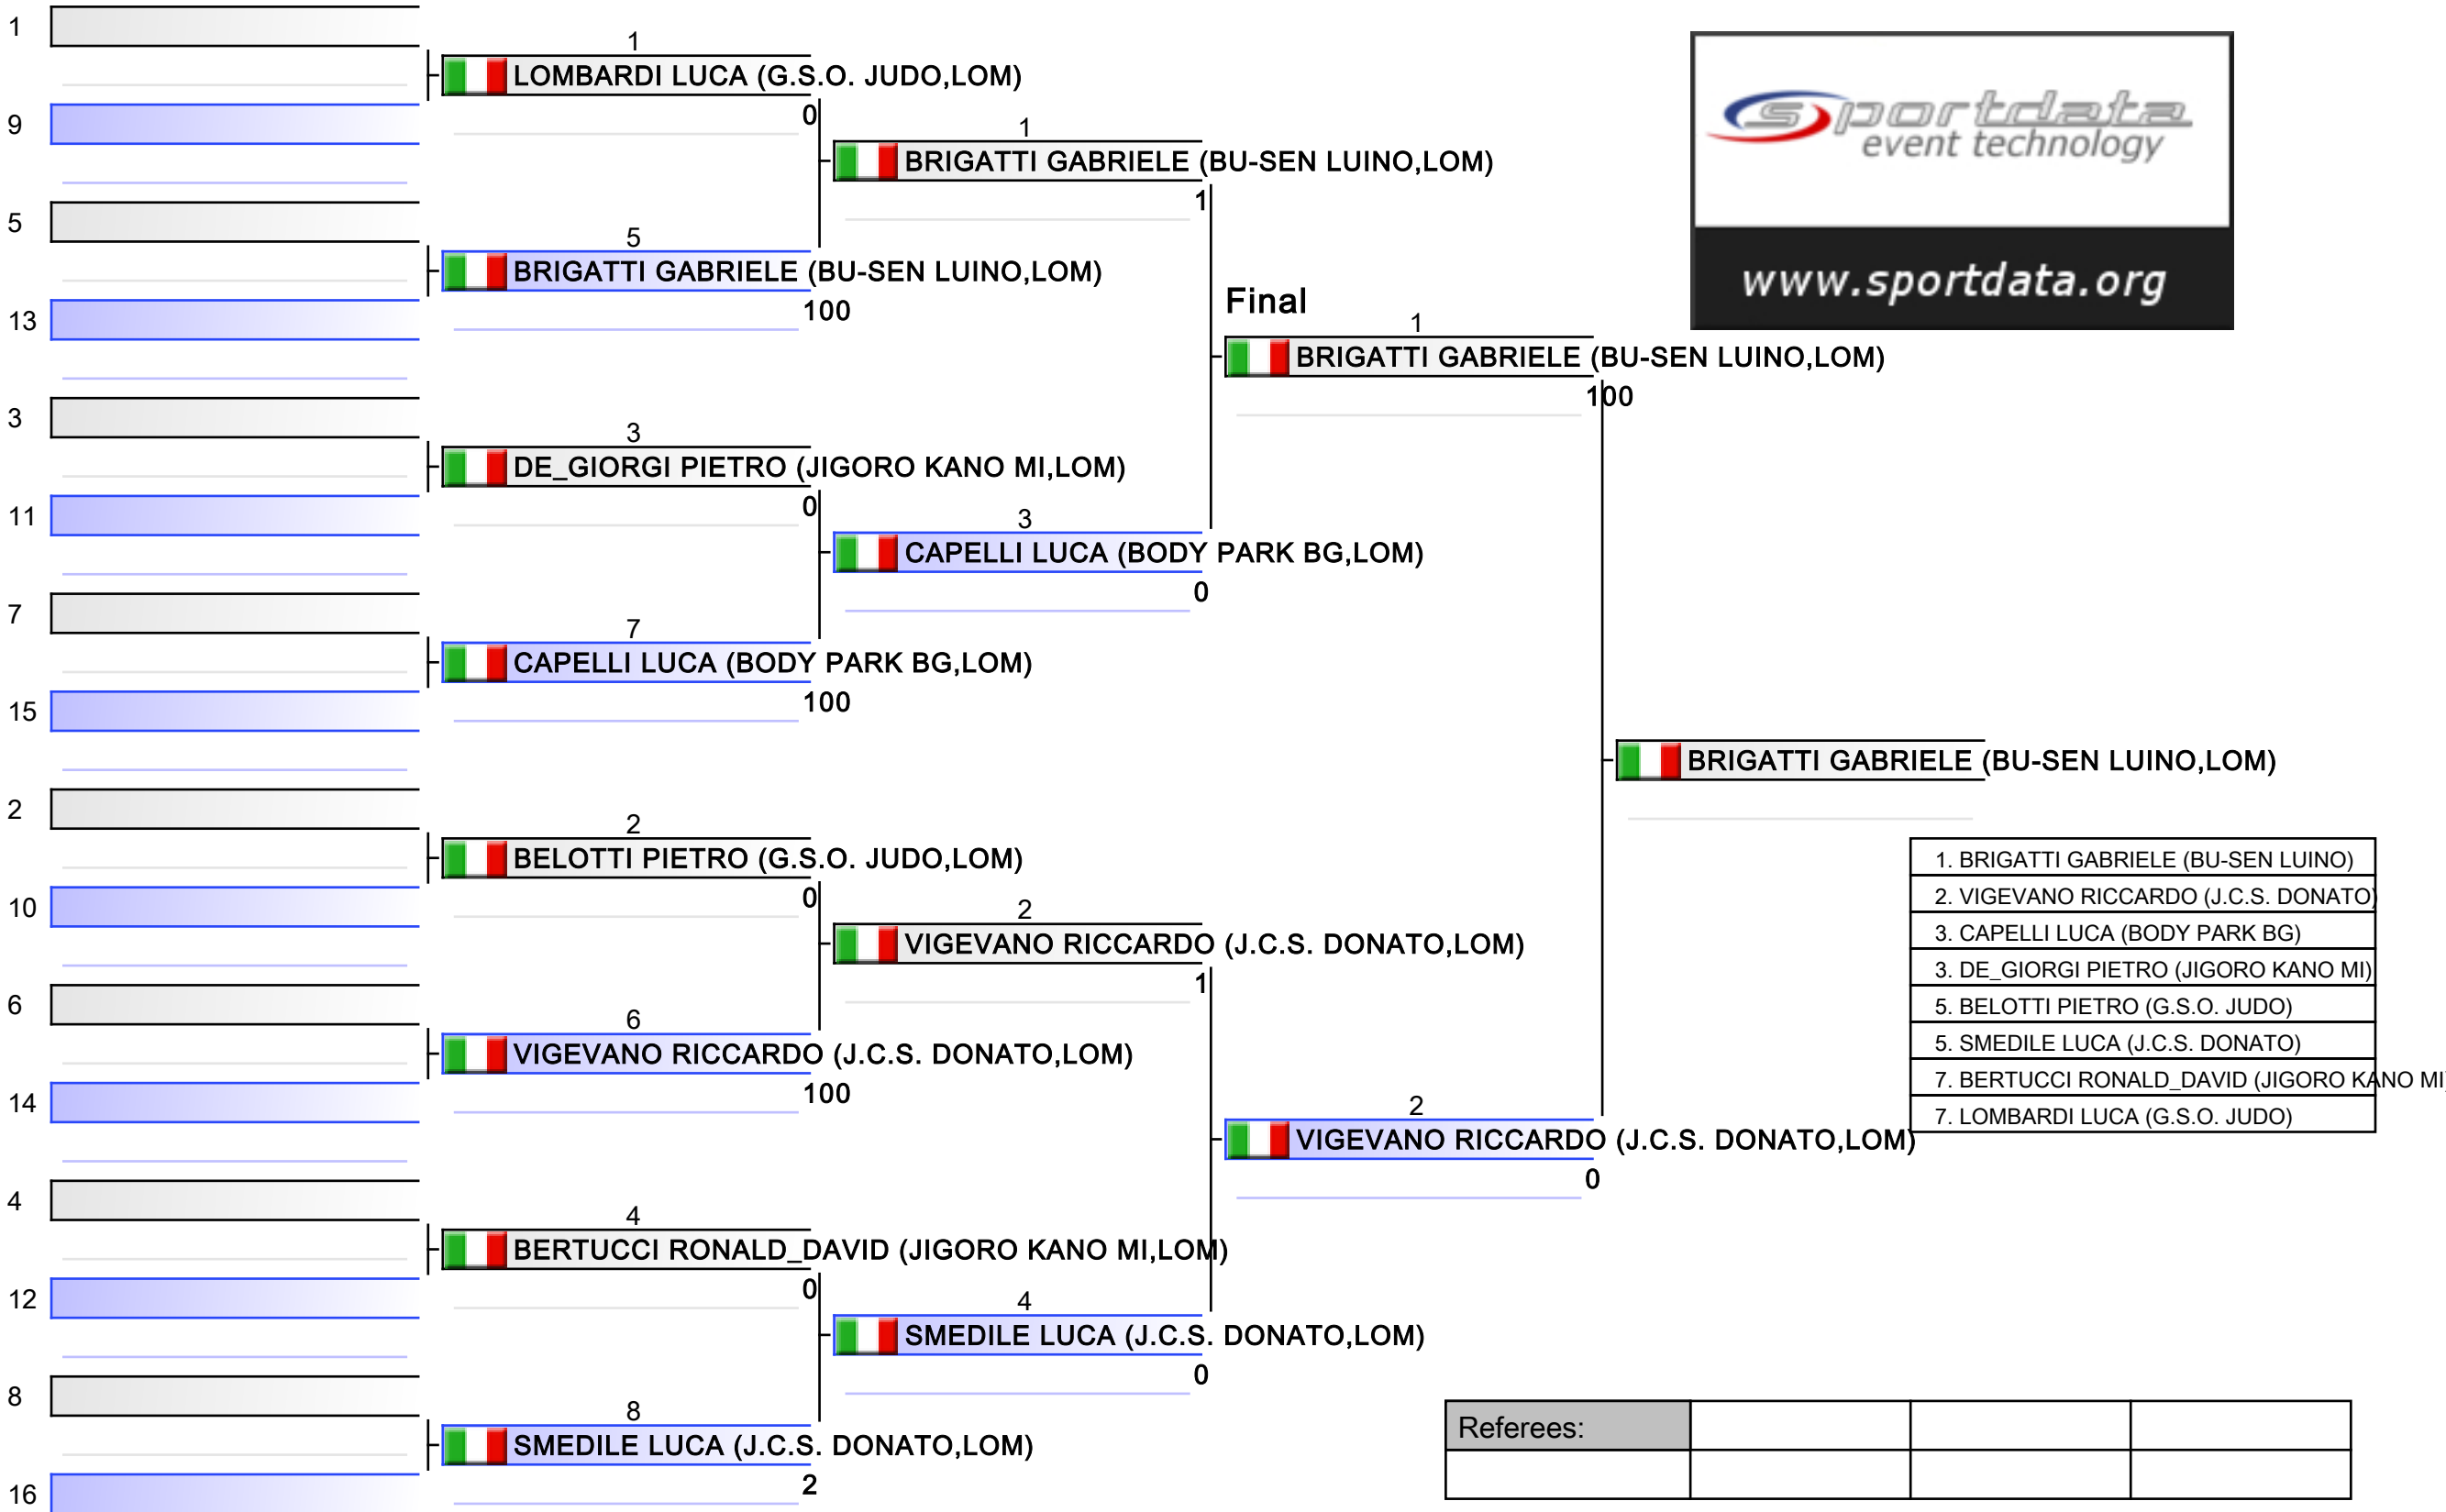 1
1
LOMBARDI LUCA (G.S.O. JUDO,LOM)
0
9
1
BRIGATTI GABRIELE (BU-SEN LUINO,LOM)
1
5
5
BRIGATTI GABRIELE (BU-SEN LUINO,LOM)
100
13
Final
1
BRIGATTI GABRIELE (BU-SEN LUINO,LOM)
100
3
3
DE_GIORGI PIETRO (JIGORO KANO MI,LOM)
0
11
3
CAPELLI LUCA (BODY PARK BG,LOM)
0
7
7
CAPELLI LUCA (BODY PARK BG,LOM)
100
15
BRIGATTI GABRIELE (BU-SEN LUINO,LOM)
2
2
BELOTTI PIETRO (G.S.O. JUDO,LOM)
0
10
2
VIGEVANO RICCARDO (J.C.S. DONATO,LOM)
1
6
6
VIGEVANO RICCARDO (J.C.S. DONATO,LOM)
100
14
2
VIGEVANO RICCARDO (J.C.S. DONATO,LOM)
0
4
4
BERTUCCI RONALD_DAVID (JIGORO KANO MI,LOM)
0
12
4
SMEDILE LUCA (J.C.S. DONATO,LOM)
0
8
8
SMEDILE LUCA (J.C.S. DONATO,LOM)
2
16
sportdata
event technology
www.sportdata.org
1. BRIGATTI GABRIELE (BU-SEN LUINO)
2. VIGEVANO RICCARDO (J.C.S. DONATO)
3. CAPELLI LUCA (BODY PARK BG)
3. DE_GIORGI PIETRO (JIGORO KANO MI)
5. BELOTTI PIETRO (G.S.O. JUDO)
5. SMEDILE LUCA (J.C.S. DONATO)
7. BERTUCCI RONALD_DAVID (JIGORO KANO MI)
7. LOMBARDI LUCA (G.S.O. JUDO)
Referees: